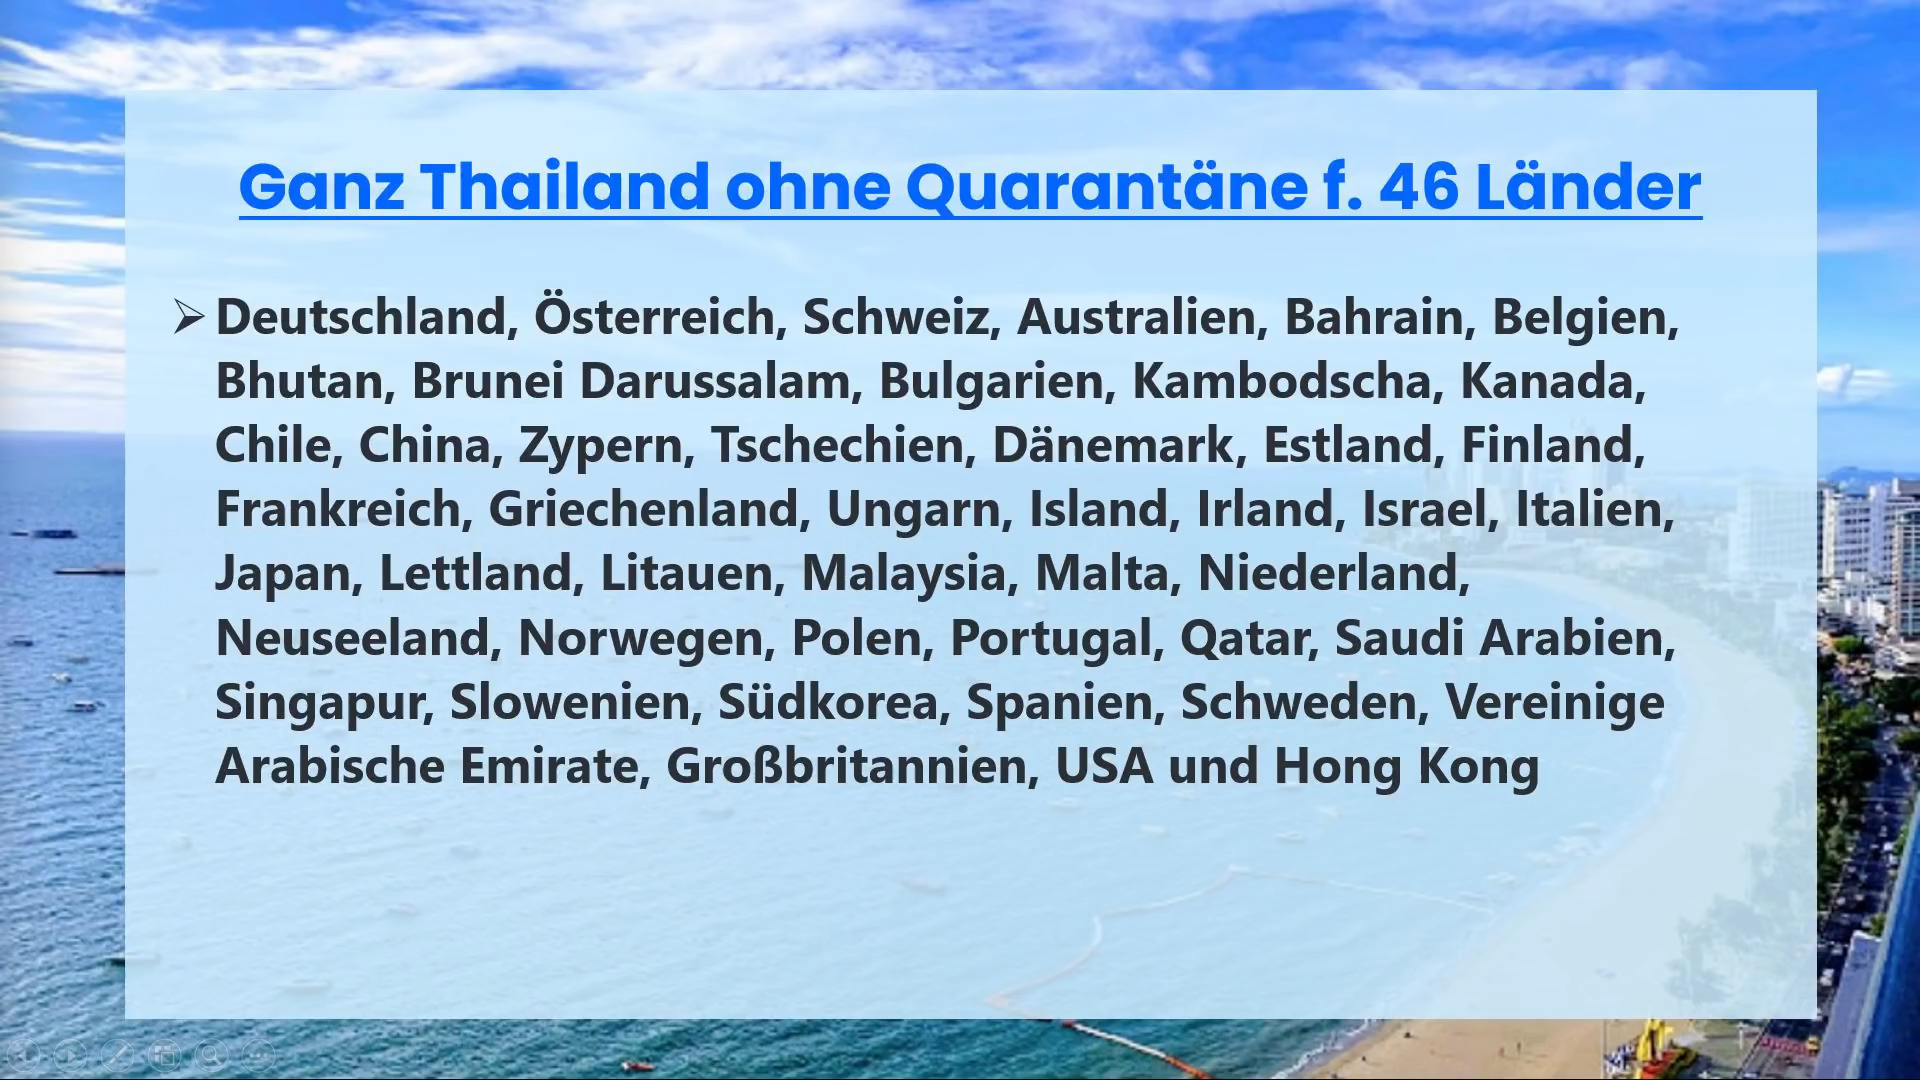 Ganz Thailand ohne Quarantäne f. 46 Länder
➢ Deutschland, Österreich, Schweiz, Australien, Bahrain, Belgien,
Bhutan, Brunei Darussalam, Bulgarien, Kambodscha, Kanada,
Chile, China, Zypern, Tschechien, Dänemark, Estland, Finland,
Frankreich, Griechenland, Ungarn, Island, Irland, Israel, Italien,
Japan, Lettland, Litauen, Malaysia, Malta, Niederland,
Neuseeland, Norwegen, Polen, Portugal, Qatar, Saudi Arabien,
Singapur, Slowenien, Südkorea, Spanien, Schweden, Vereinige
Arabische Emirate, Großbritannien, USA und Hong Kong